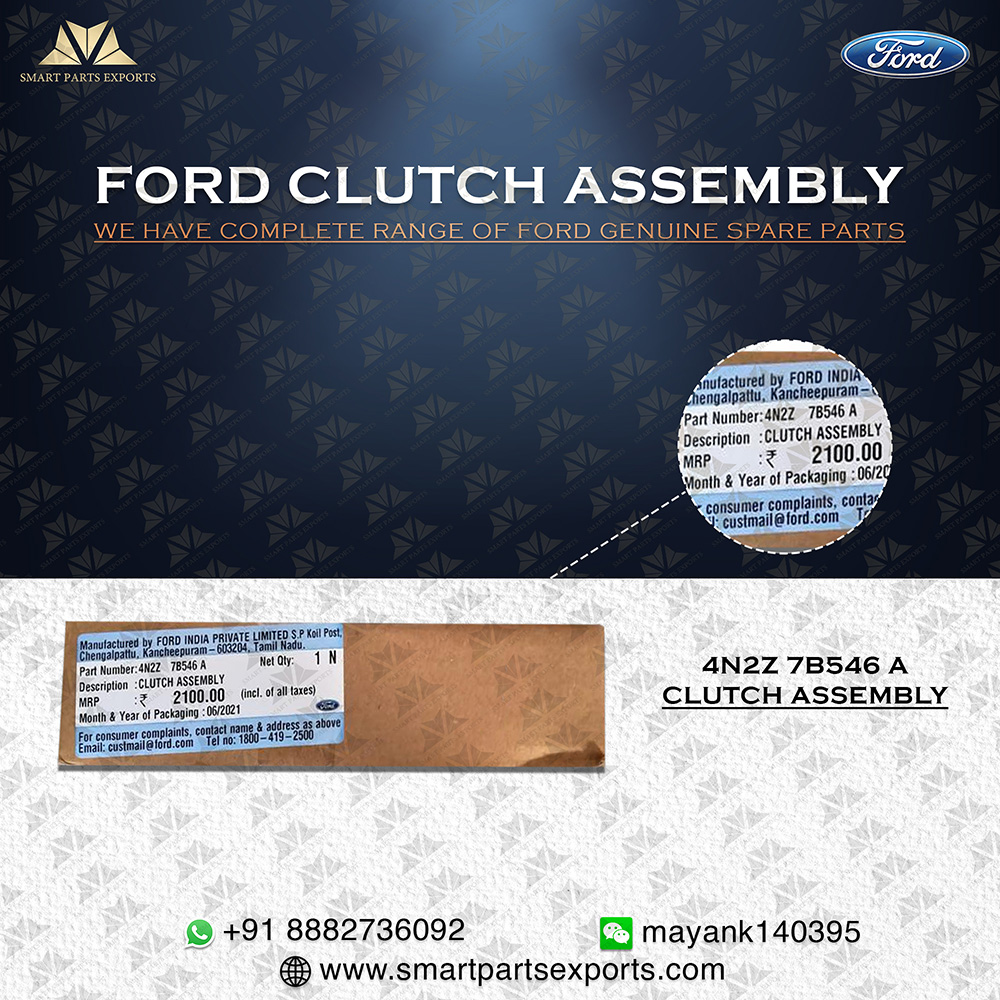 SMART PARTS EXPORTS
Ford
FORD CLUTCH ASSEMBLY
WE HAVE COMPLETE RANGE OF FORD GENUINE SPARE PARTS
anufactured by FORD INDIA
hengalpattu, Kancheepuram –
Part Number: 4N2Z 7B546 A
Description : CLUTCH ASSEMBLY
MRP : ₹ 2100.00
Month & Year of Packaging : 06/20
consumer complaints, conta
l: custmail@ford.com
Manufactured by FORD INDIA PRIVATE LIMITED S.P Koil Post,
Chengalpattu, Kancheepuram – 603204, Tamil Nadu.
Part Number: 4N2Z 7B546 A Net Qty: 1 N
Description : CLUTCH ASSEMBLY
MRP : ₹ 2100.00 (incl. of all taxes)
Month & Year of Packaging : 06/2021
Ford
For consumer complaints, contact name & address as above
Email: custmail@ford.com Tel no: 1800–419–2500
4N2Z 7B546 A
CLUTCH ASSEMBLY
+91 8882736092
mayank140395
www.smartpartsexports.com